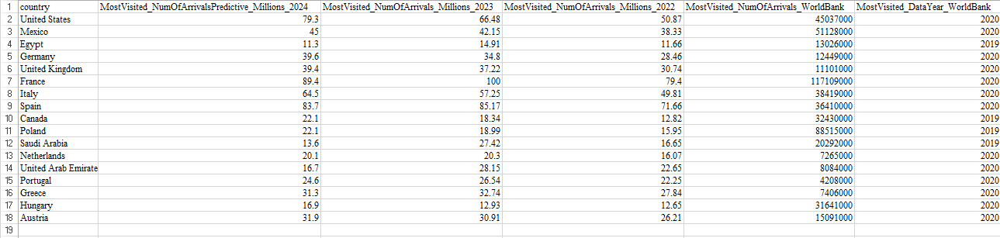 1 country MostVisited_NumOfArrivalsPredictive_Millions_2024 MostVisited_NumOfArrivals_Millions_2023 MostVisited_NumOfArrivals_Millions_2022 MostVisited_NumOfArrivals_WorldBank MostVisited_DataYear_WorldBank
2 United States 79.3 66.48 50.87 45037000 2020
3 Mexico 45 42.15 38.33 51128000 2020
4 Egypt 11.3 14.91 11.66 13026000 2019
5 Germany 39.6 34.8 28.46 12449000 2020
6 United Kingdom 39.4 37.22 30.74 11101000 2020
7 France 89.4 100 79.4 117109000 2020
8 Italy 64.5 57.25 49.81 38419000 2020
9 Spain 83.7 85.17 71.66 36410000 2020
10 Canada 22.1 18.34 12.82 32430000 2019
11 Poland 22.1 18.99 15.95 88515000 2019
12 Saudi Arabia 13.6 27.42 16.65 20292000 2019
13 Netherlands 20.1 20.3 16.07 7265000 2020
14 United Arab Emirate 16.7 28.15 22.65 8084000 2020
15 Portugal 24.6 26.54 22.25 4208000 2020
16 Greece 31.3 32.74 27.84 7406000 2020
17 Hungary 16.9 12.93 12.65 31641000 2020
18 Austria 31.9 30.91 26.21 15091000 2020
19